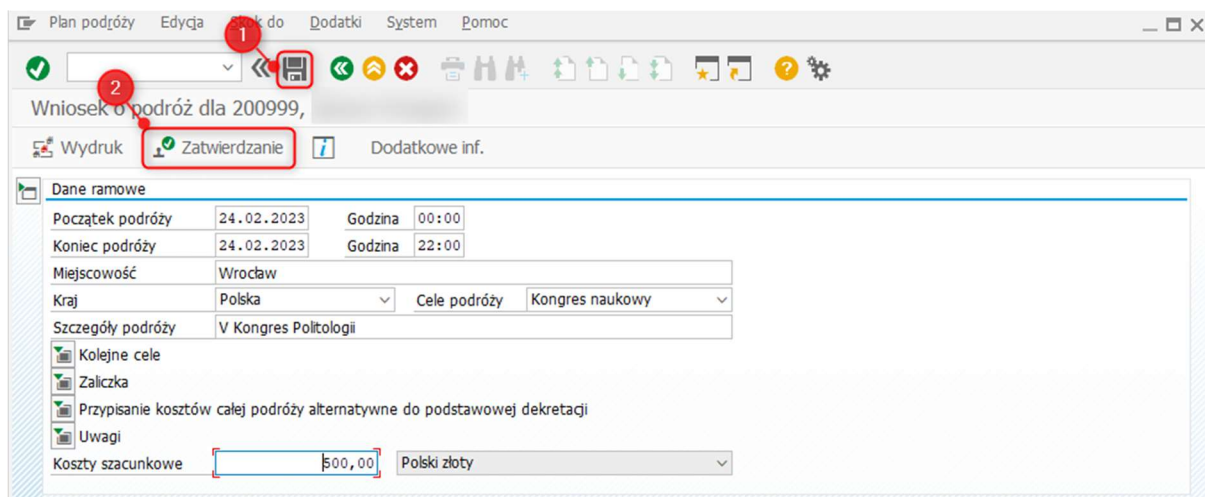 Plan podróży Edycja Skok do Dodatki System Pomoc
1
2
Wniosek o podróż dla 200999,
Wydruk Zatwierdzanie i Dodatkowe inf.
Dane ramowe
Początek podróży 24.02.2023 Godzina 00:00
Koniec podróży 24.02.2023 Godzina 22:00
Miejscowość Wrocław
Kraj Polska Cele podróży Kongres naukowy
Szczegóły podróży V Kongres Politologii
Kolejne cele
Zaliczka
Przypisanie kosztów całej podróży alternatywne do podstawowej dekretacji
Uwagi
Koszty szacunkowe 500,00 Polski złoty